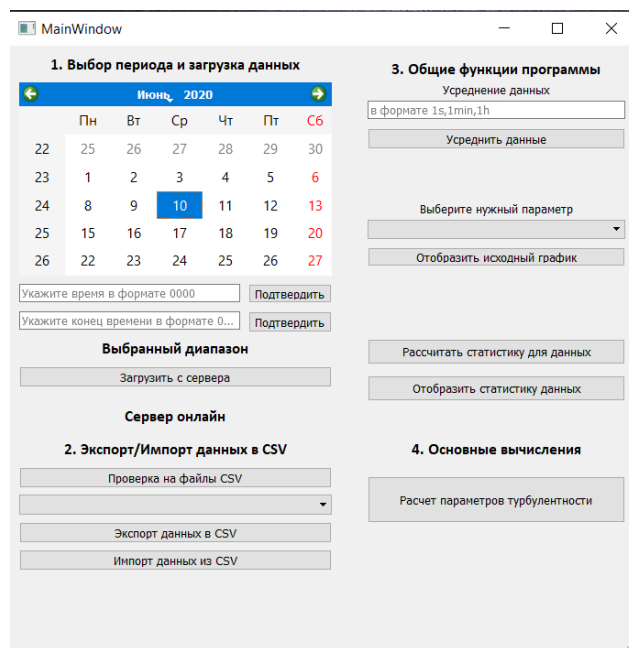 MainWindow
1. Выбор периода и загрузка данных
Июнь, 2020
Пн Вт Ср Чт Пт Сб
22 25 26 27 28 29 30
23 1 2 3 4 5 6
24 8 9 10 11 12 13
25 15 16 17 18 19 20
26 22 23 24 25 26 27
Укажите время в формате 0000 Подтвердить
Укажите конец времени в формате 0... Подтвердить
Выбранный диапазон
Загрузить с сервера
Сервер онлайн
2. Экспорт/Импорт данных в CSV
Проверка на файлы CSV
Экспорт данных в CSV
Импорт данных из CSV
3. Общие функции программы
Усреднение данных
в формате 1s,1min,1h
Усреднить данные
Выберите нужный параметр
Отобразить исходный график
Рассчитать статистику для данных
Отобразить статистику данных
4. Основные вычисления
Расчет параметров турбулентности